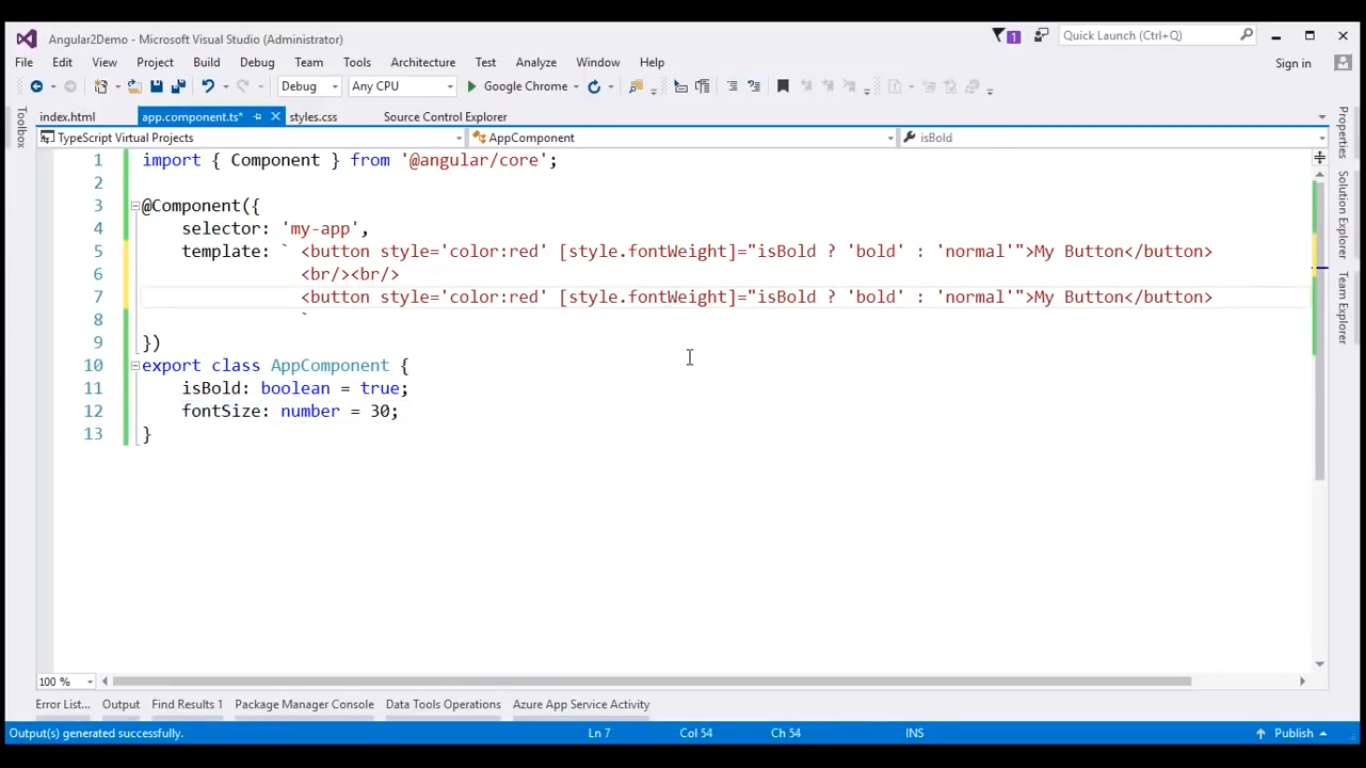 Angular2Demo - Microsoft Visual Studio (Administrator)
1
Quick Launch (Ctrl+Q)
File Edit View Project Build Debug Team Tools Architecture Test Analyze Window Help
Sign in
Debug Any CPU Google Chrome
index.html app.component.ts* styles.css Source Control Explorer
TypeScript Virtual Projects AppComponent isBold
Toolbox
Properties
Solution Explorer
Team Explorer
1 import { Component } from '@angular/core';
2
3 @Component({
4 selector: 'my-app',
5 template: ` <button style='color:red' [style.fontWeight]="isBold ? 'bold' : 'normal'">My Button</button>
6 <br/><br/>
7 <button style='color:red' [style.fontWeight]="isBold ? 'bold' : 'normal'">My Button</button>
8 `
9 })
10 export class AppComponent {
11 isBold: boolean = true;
12 fontSize: number = 30;
13 }
100 %
Error List... Output Find Results 1 Package Manager Console Data Tools Operations Azure App Service Activity
Output(s) generated successfully. Ln 7 Col 54 Ch 54 INS Publish